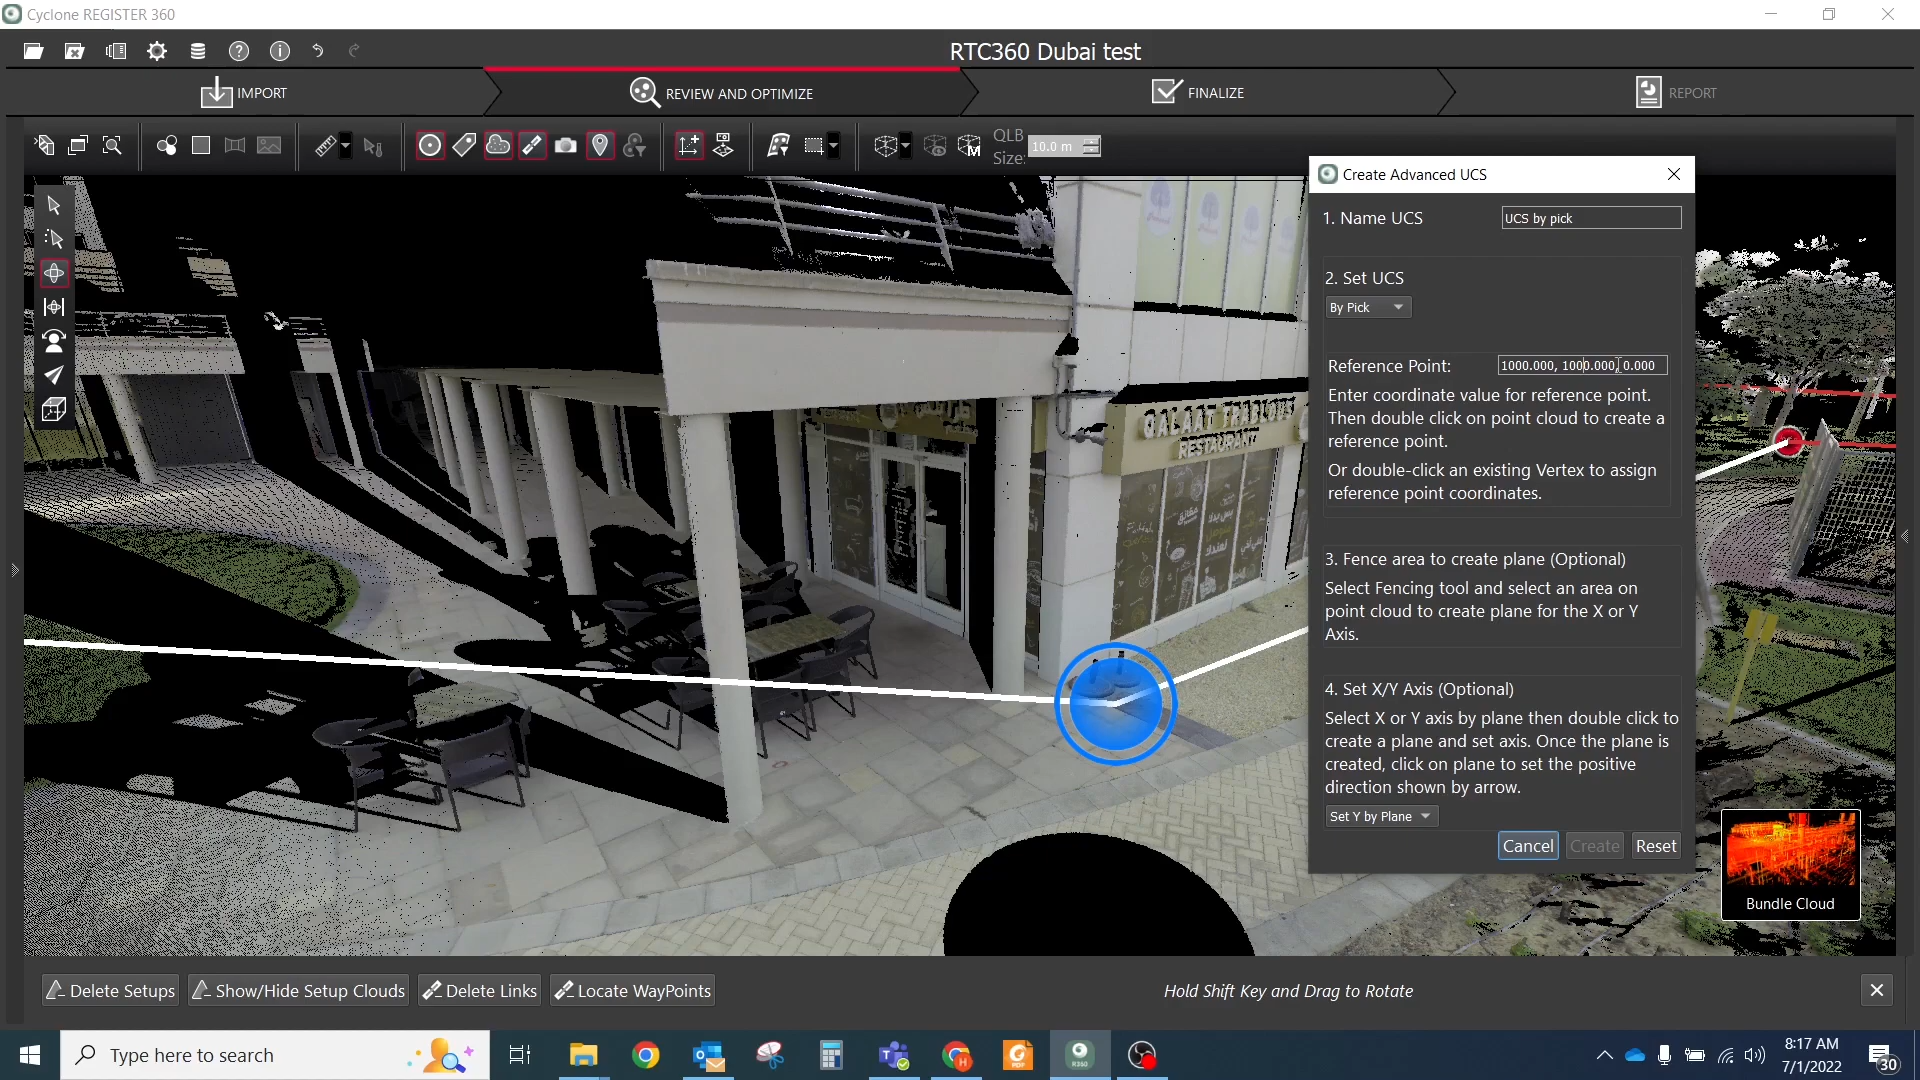 Cyclone REGISTER 360
RTC360 Dubai test
IMPORT
REVIEW AND OPTIMIZE
FINALIZE
REPORT
QLB
Size:
10.0 m
M
Create Advanced UCS
1. Name UCS
UCS by pick
2. Set UCS
By Pick
Reference Point:
1000.000, 1000.000, 0.000
Enter coordinate value for reference point.
Then double click on point cloud to create a
reference point.
Or double-click an existing Vertex to assign
reference point coordinates.
3. Fence area to create plane (Optional)
Select Fencing tool and select an area on
point cloud to create plane for the X or Y
Axis.
4. Set X/Y Axis (Optional)
Select X or Y axis by plane then double click to
create a plane and set axis. Once the plane is
created, click on plane to set the positive
direction shown by arrow.
Set Y by Plane
Cancel
Create
Reset
QALAAT TRABLOUS
RESTAURANT
Bundle Cloud
Delete Setups
Show/Hide Setup Clouds
Delete Links
Locate WayPoints
Hold Shift Key and Drag to Rotate
Type here to search
PDF
R360
8:17 AM
7/1/2022
30